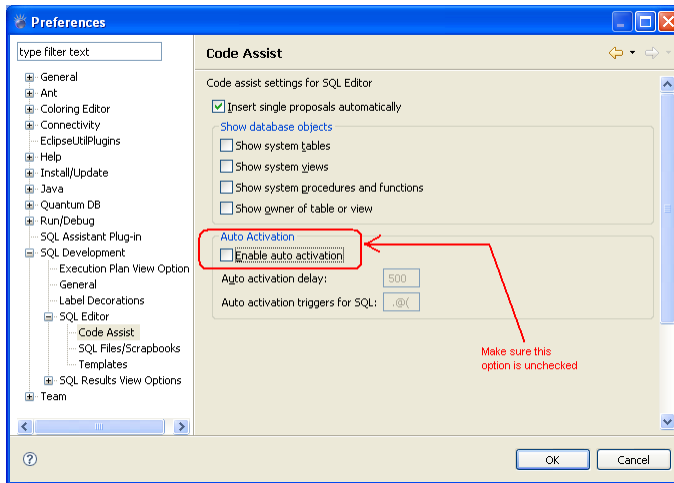 Preferences
type filter text
General
Ant
Coloring Editor
Connectivity
EclipseUtilPlugins
Help
Install/Update
Java
Quantum DB
Run/Debug
SQL Assistant Plug-in
SQL Development
Execution Plan View Option
General
Label Decorations
SQL Editor
Code Assist
SQL Files/Scrapbooks
Templates
SQL Results View Options
Team
Code Assist
Code assist settings for SQL Editor
Insert single proposals automatically
Show database objects
Show system tables
Show system views
Show system procedures and functions
Show owner of table or view
Auto Activation
Enable auto activation
Auto activation delay: 500
Auto activation triggers for SQL: .@(
Make sure this
option is unchecked
? OK Cancel